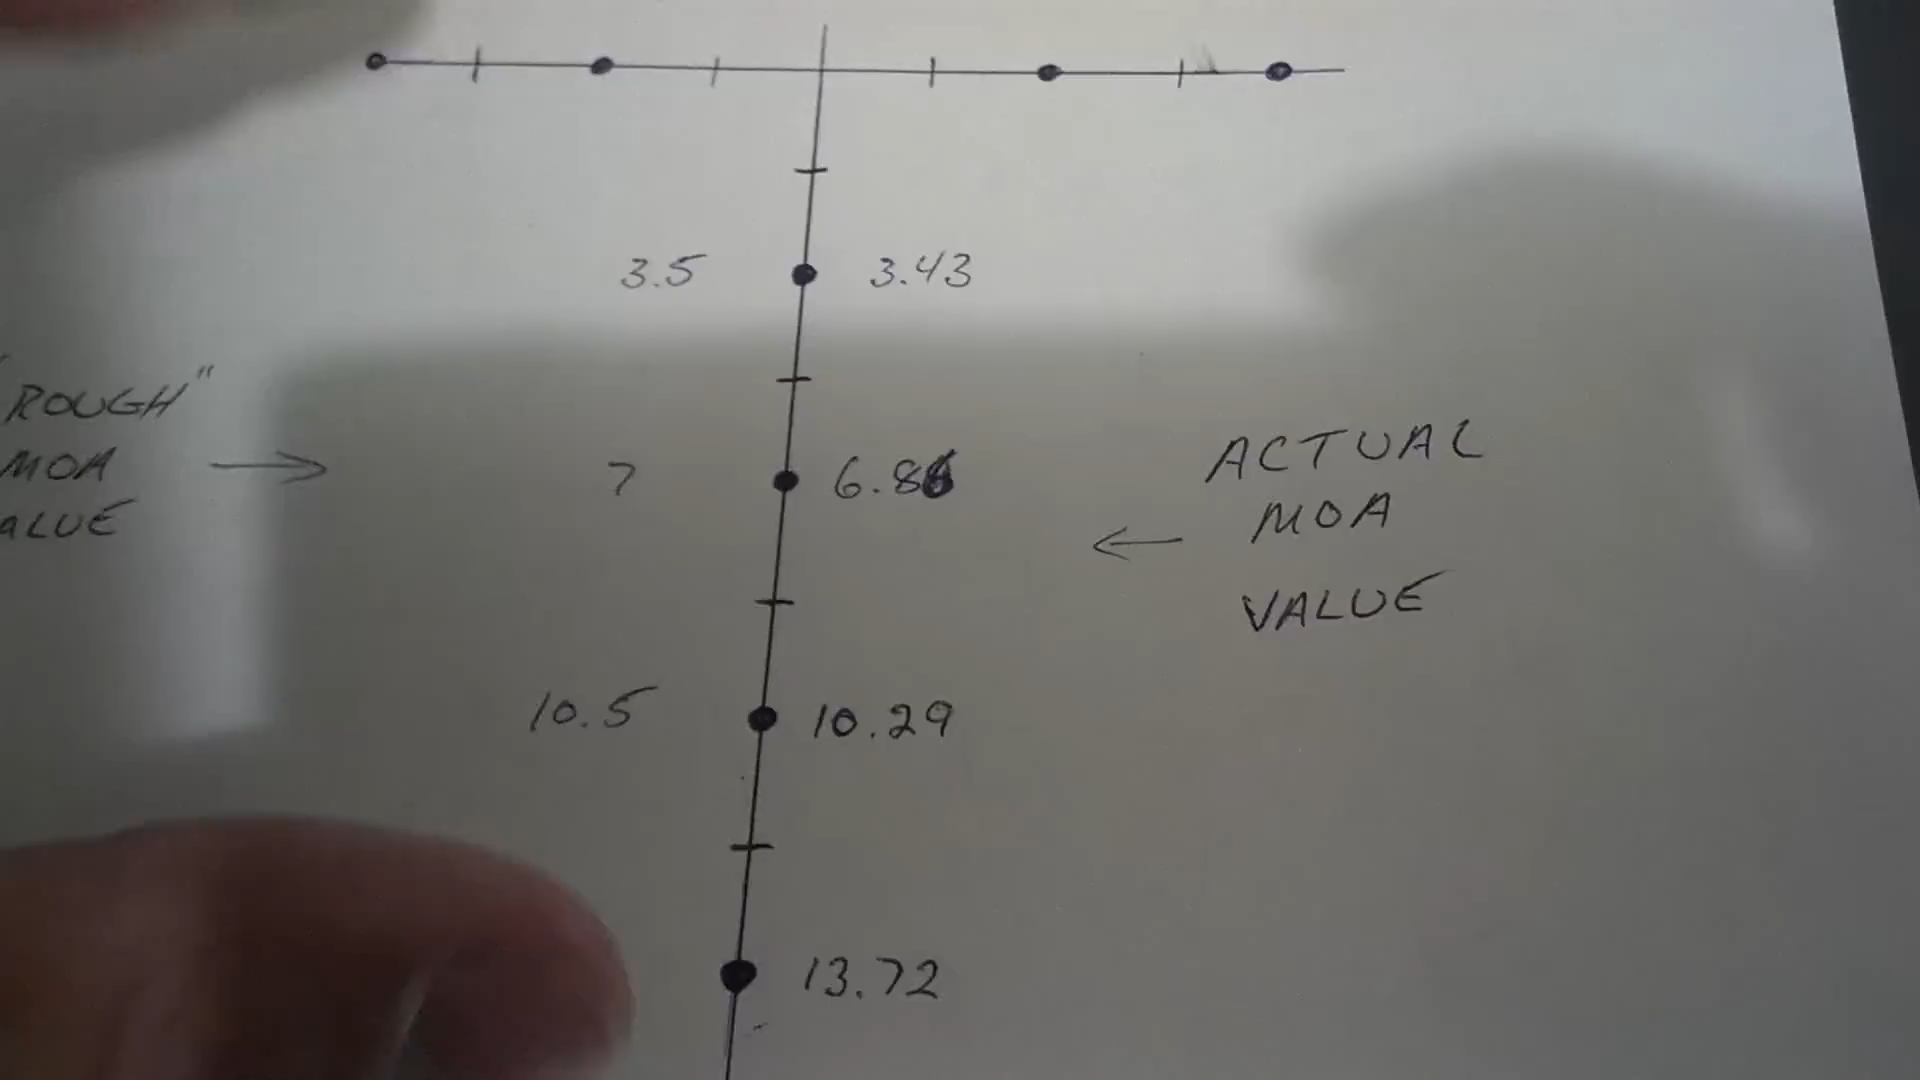 3.5 3.43
"ROUGH"
MOA
ALUE
7 6.86
ACTUAL
MOA
VALUE
10.5 10.29
13.72